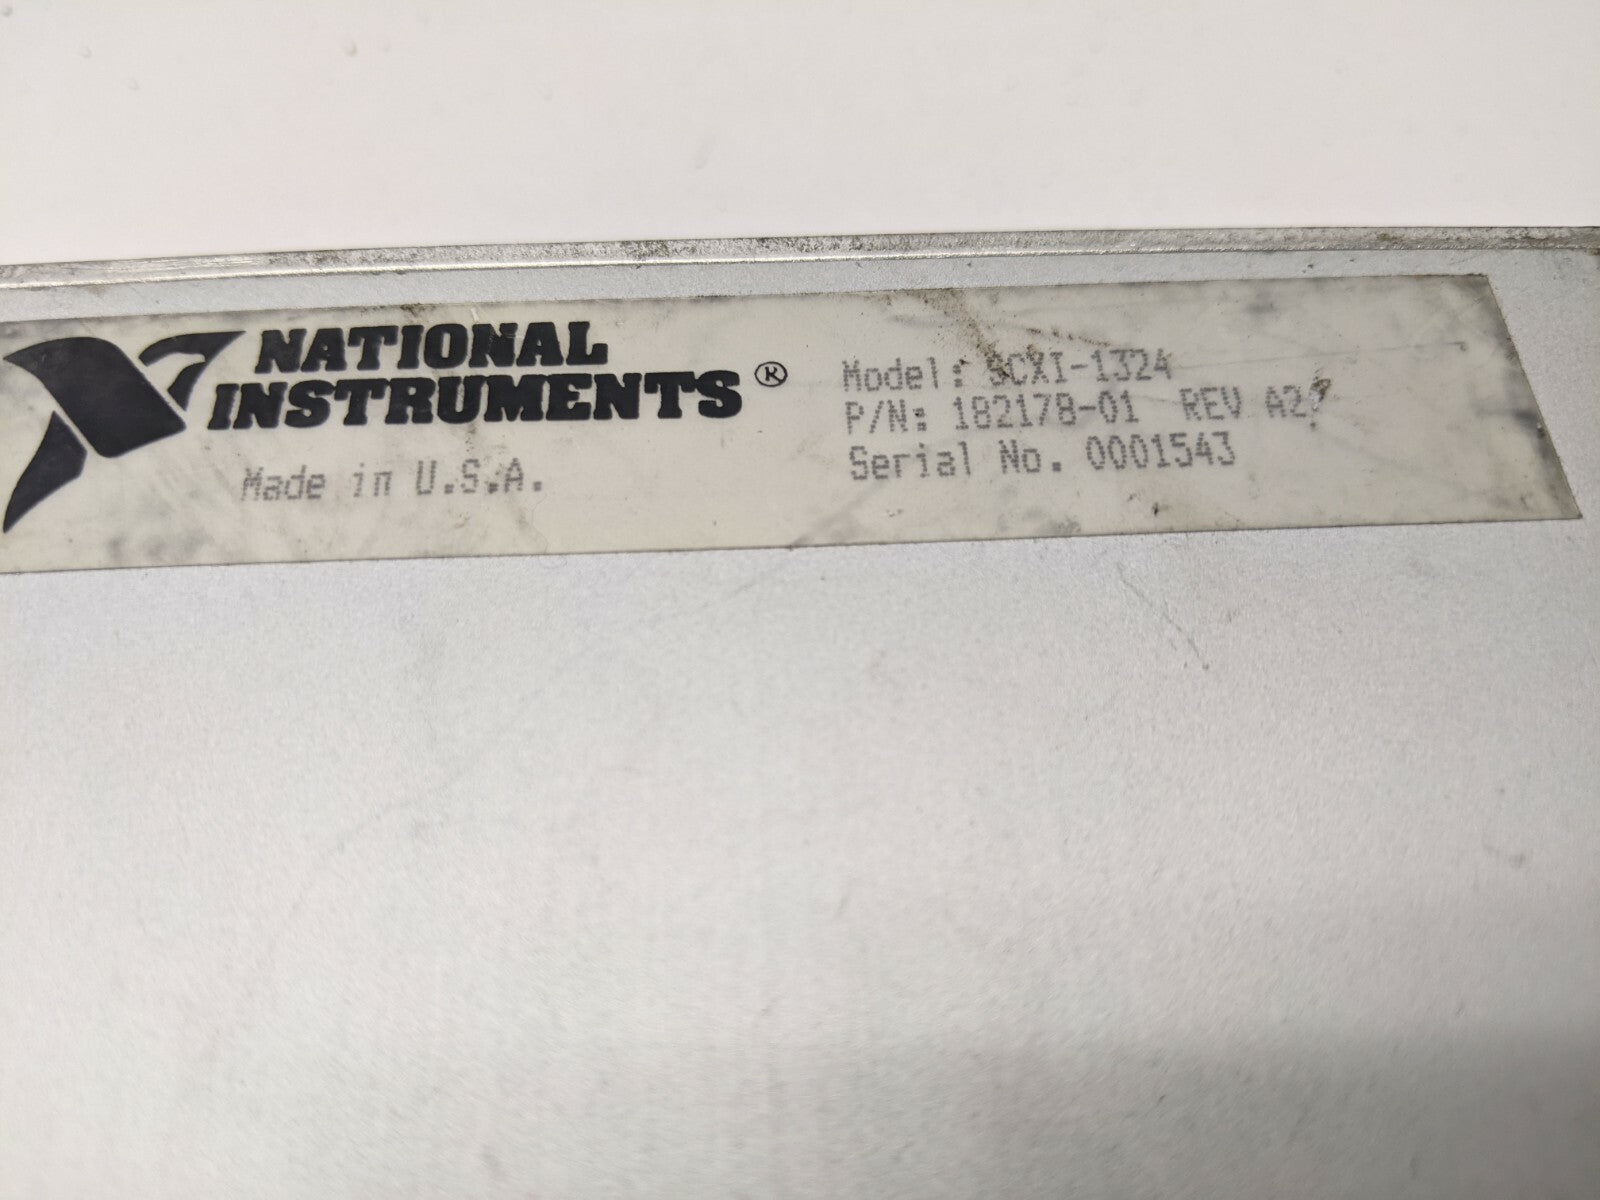 NATIONAL
INSTRUMENTS®
Made in U.S.A.
Model: SCXI-1324
P/N: 182178-01 REV A2
Serial No. 0001543